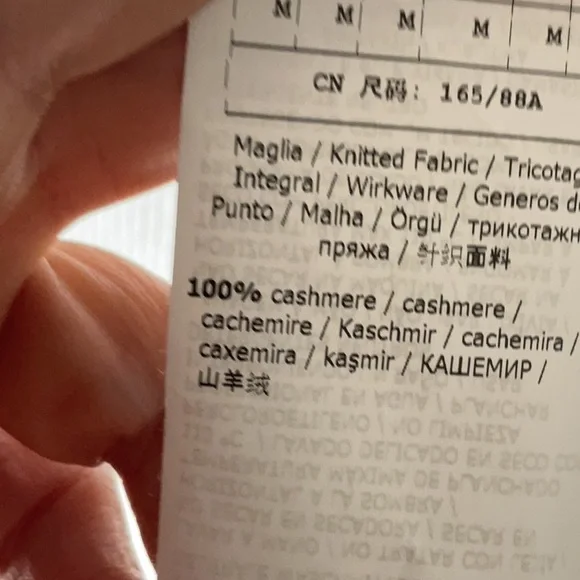 M M M M M
CN 尺码: 165/88A
Maglia / Knitted Fabric / Tricotag
Integral / Wirkware / Generos d
Punto / Malha / Örgü / трикотажн
пряжа / 针织面料
100% cashmere / cashmere /
cachemire / Kaschmir / cachemira /
caxemira / kaşmir / КАШЕМИР /
山羊绒